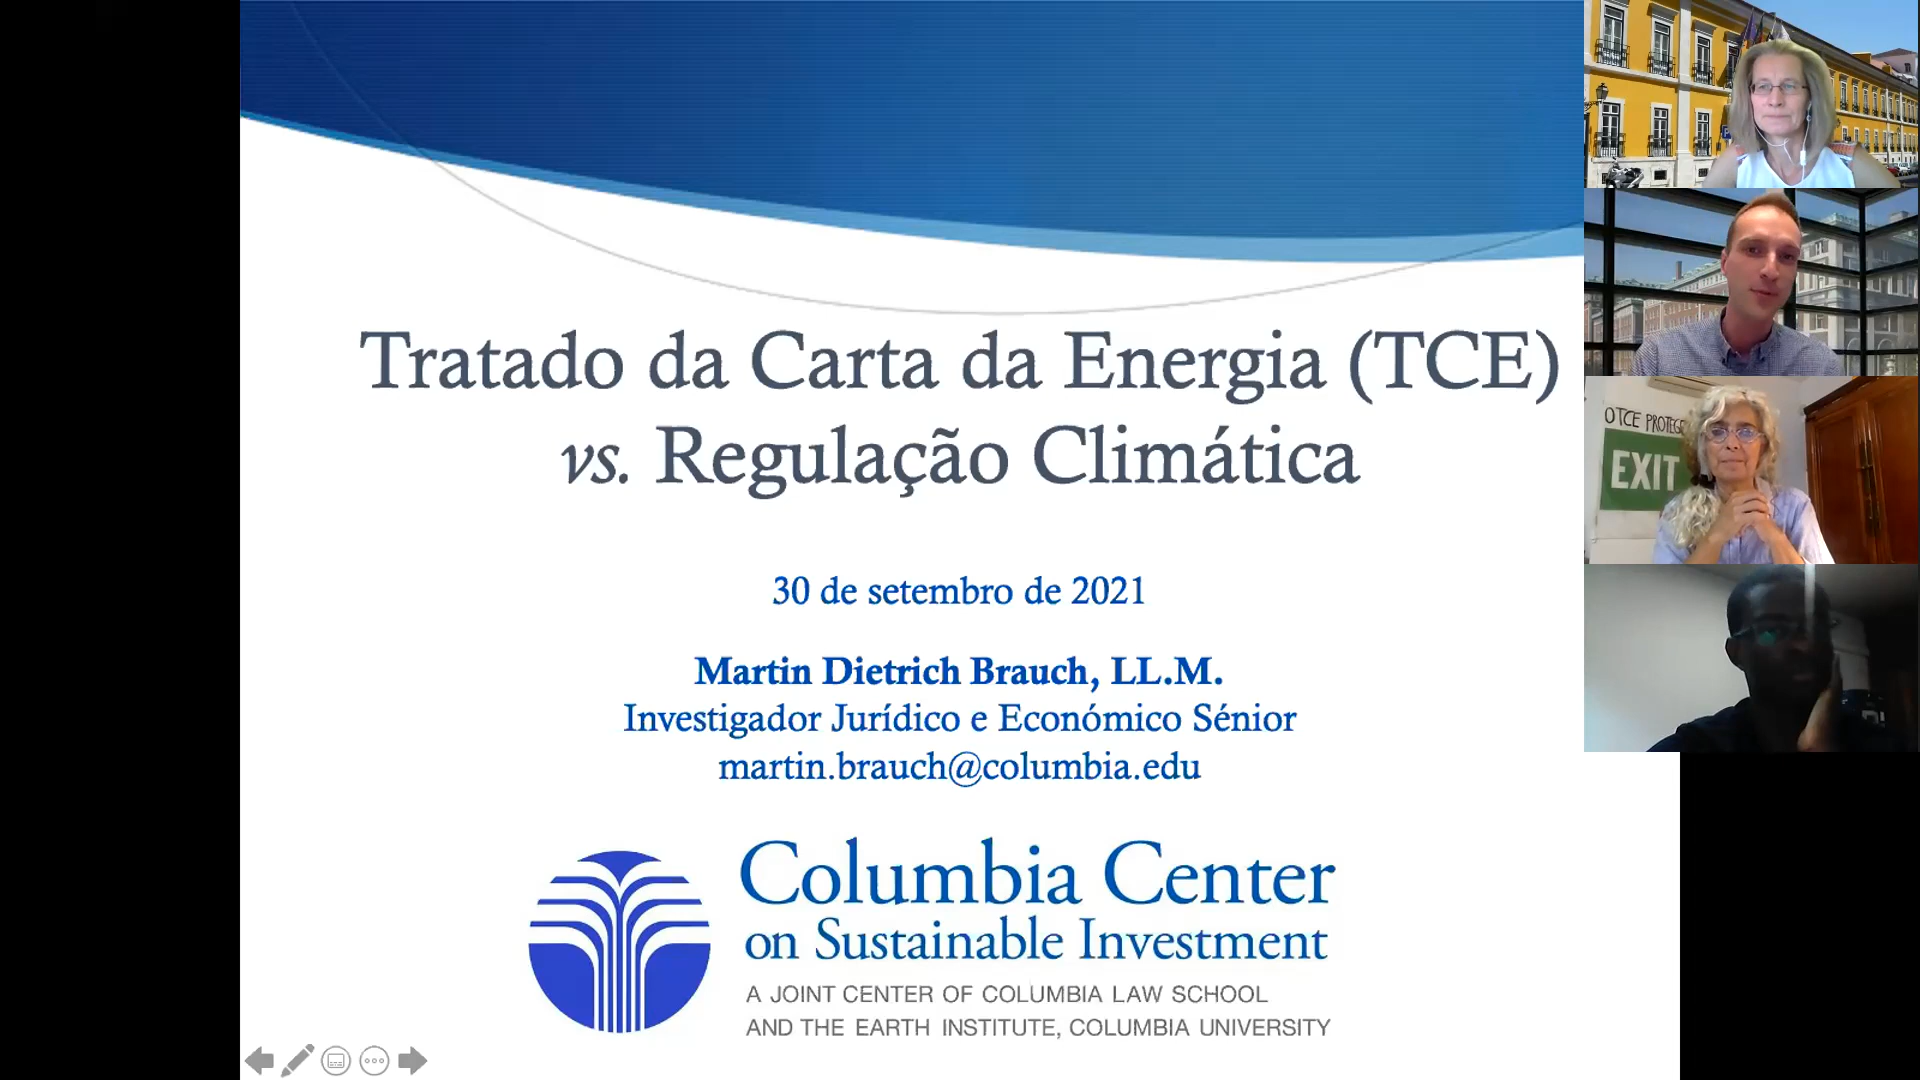 Tratado da Carta da Energia (TCE)
vs. Regulação Climática
30 de setembro de 2021
Martin Dietrich Brauch, LL.M.
Investigador Jurídico e Económico Sénior
martin.brauch@columbia.edu
Columbia Center
on Sustainable Investment
A JOINT CENTER OF COLUMBIA LAW SCHOOL
AND THE EARTH INSTITUTE, COLUMBIA UNIVERSITY
O TCE PROTEGE
EXIT